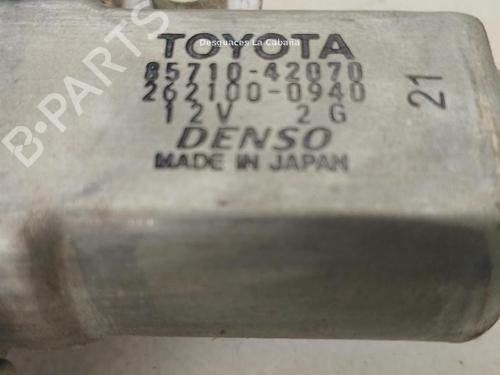 TOYOTA
Desguaces La Cabaña
85710-42070
262100-0940
12V 2G
21
DENSO
MADE IN JAPAN
B-PARTS